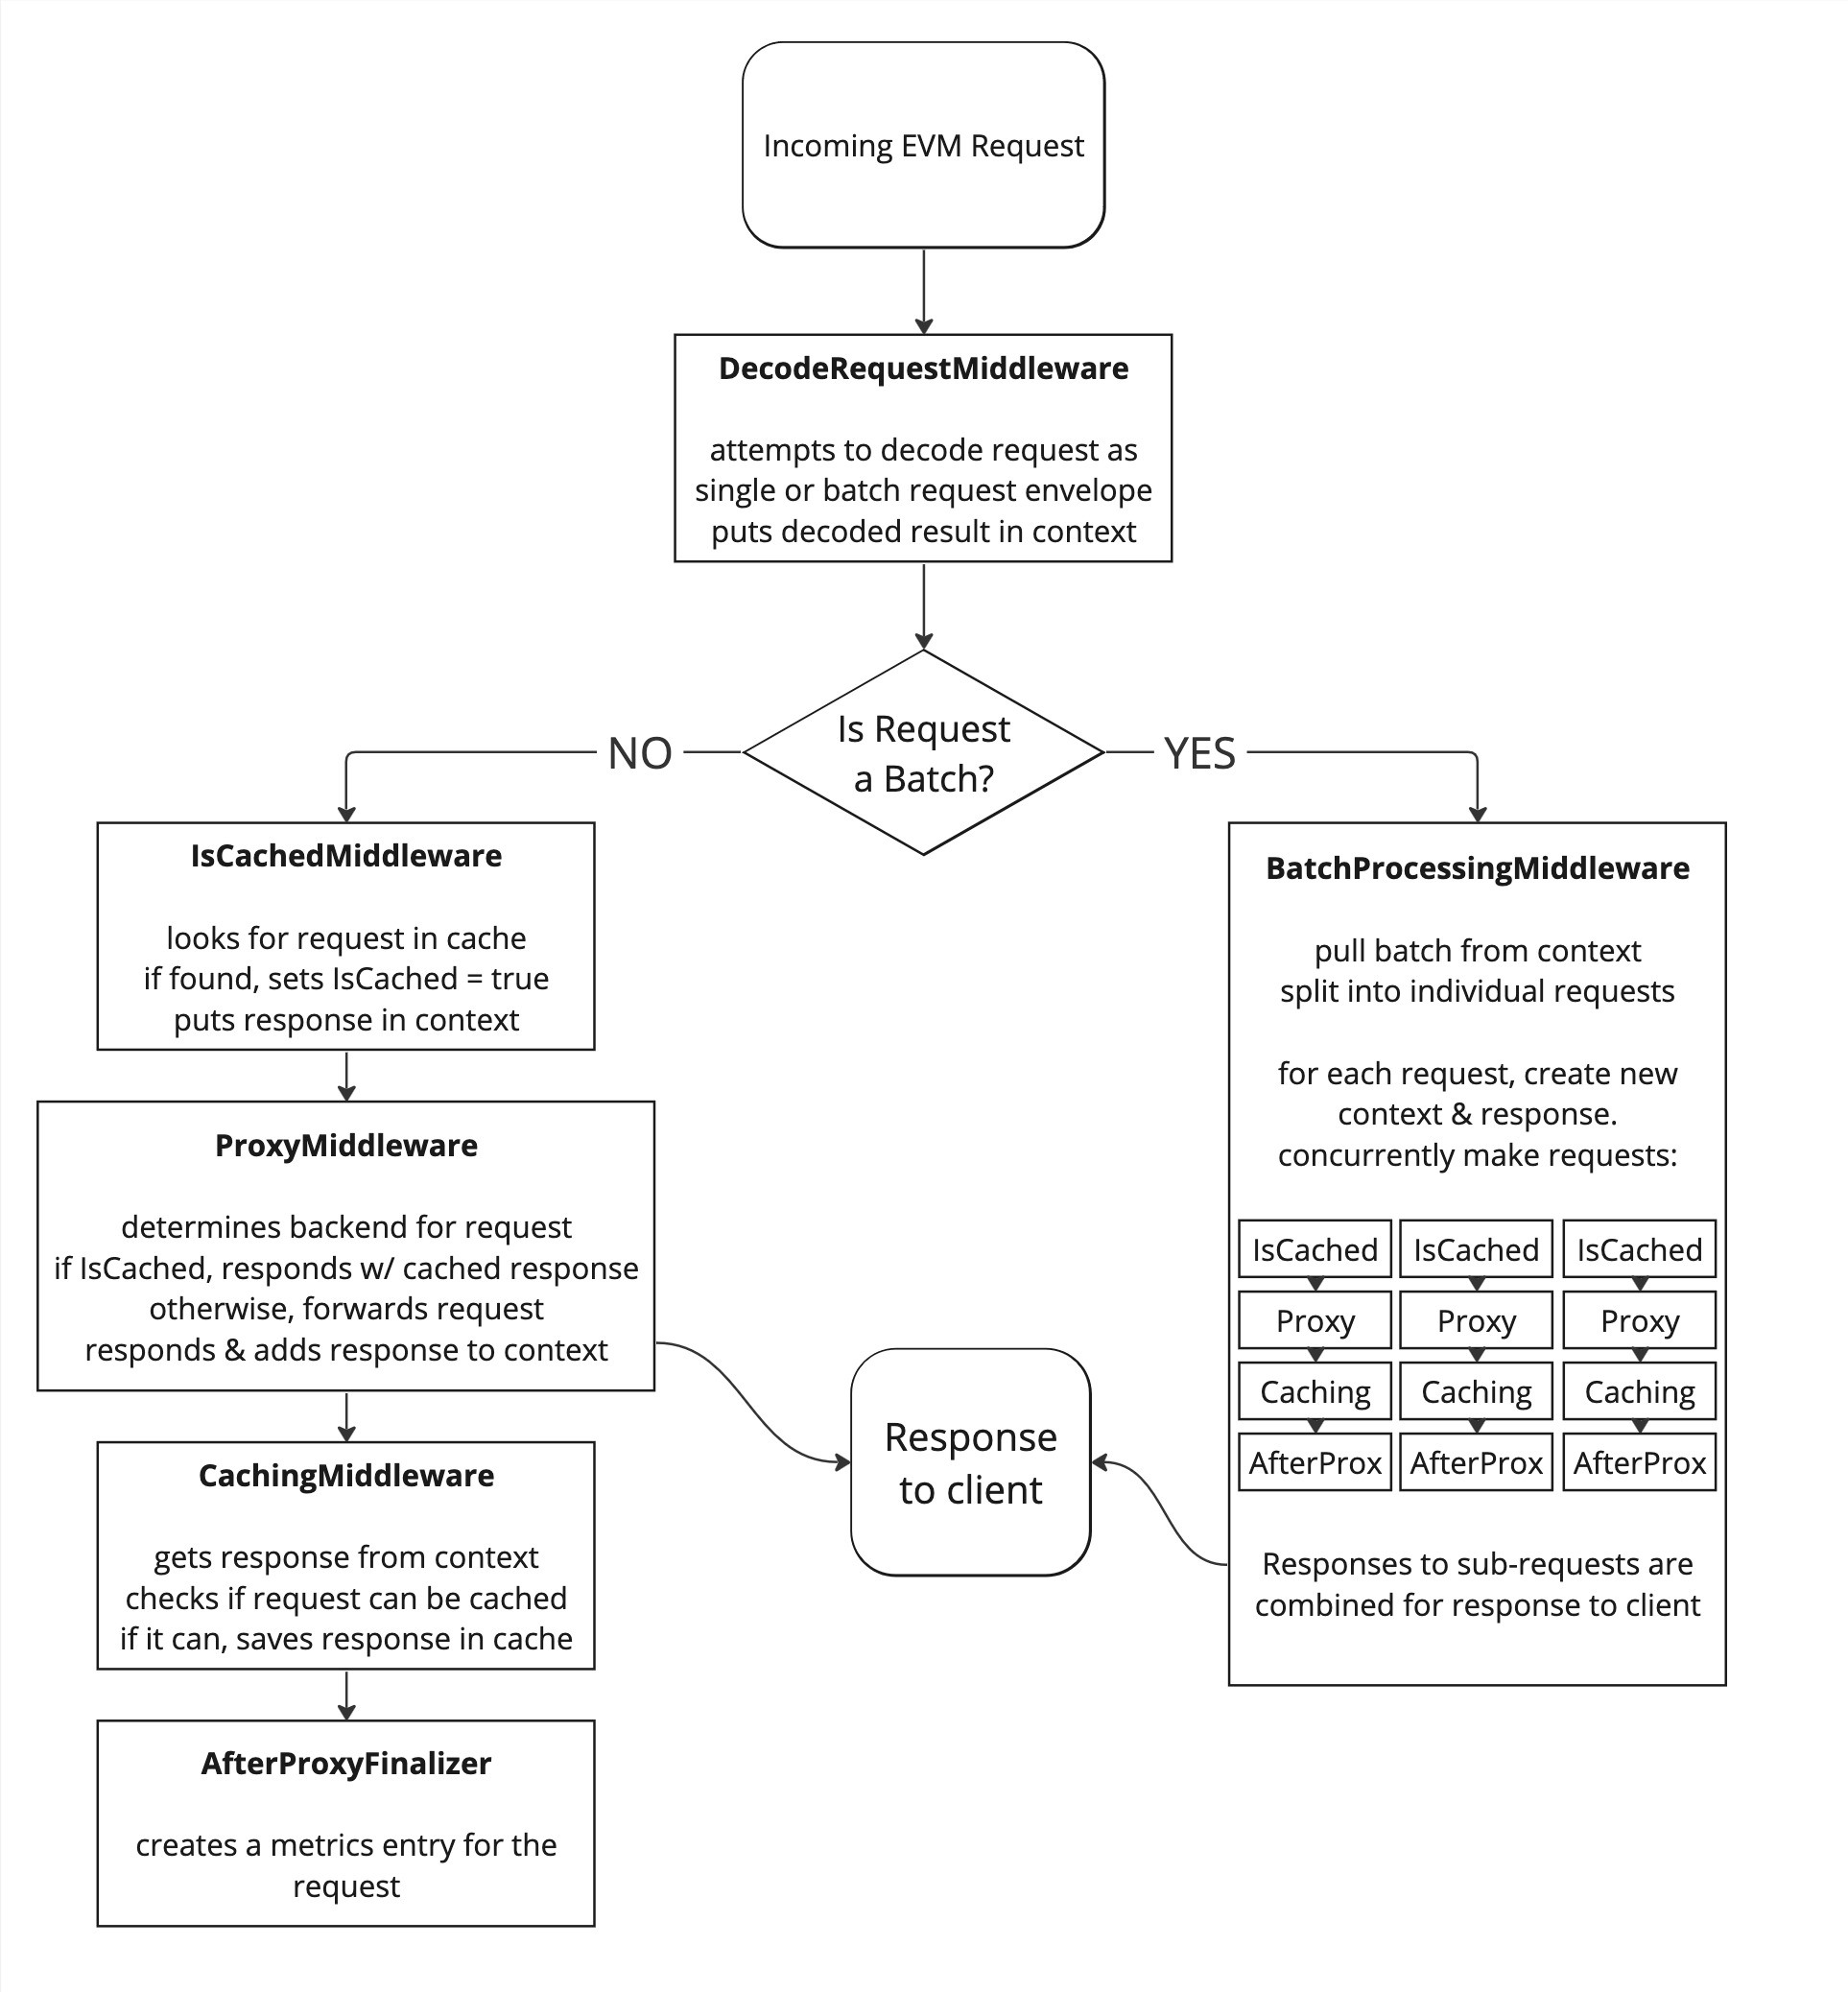 Incoming EVM Request
DecodeRequestMiddleware
attempts to decode request as
single or batch request envelope
puts decoded result in context
Is Request
a Batch?
NO
YES
IsCachedMiddleware
looks for request in cache
if found, sets IsCached = true
puts response in context
ProxyMiddleware
determines backend for request
if IsCached, responds w/ cached response
otherwise, forwards request
responds & adds response to context
CachingMiddleware
gets response from context
checks if request can be cached
if it can, saves response in cache
AfterProxyFinalizer
creates a metrics entry for the
request
Response
to client
BatchProcessingMiddleware
pull batch from context
split into individual requests
for each request, create new
context & response.
concurrently make requests:
IsCached IsCached IsCached
Proxy Proxy Proxy
Caching Caching Caching
AfterProx AfterProx AfterProx
Responses to sub-requests are
combined for response to client